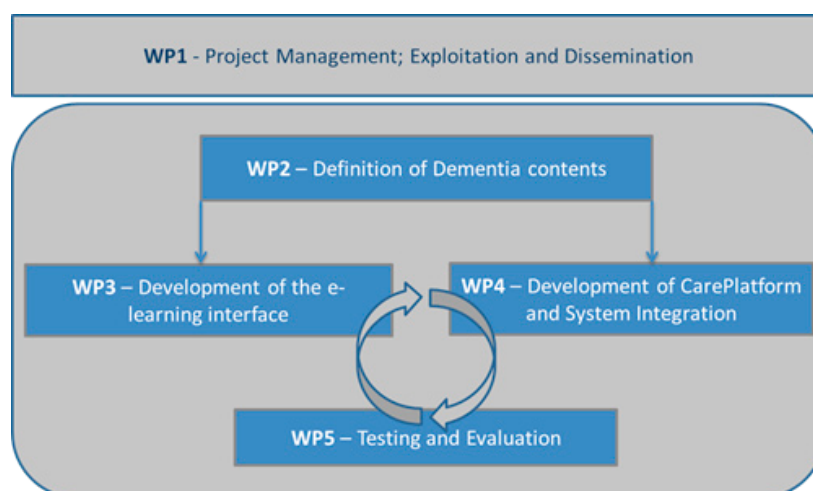 WP1 - Project Management; Exploitation and Dissemination
WP2 – Definition of Dementia contents
WP3 – Development of the e-
learning interface
WP4 – Development of CarePlatform
and System Integration
WP5 – Testing and Evaluation